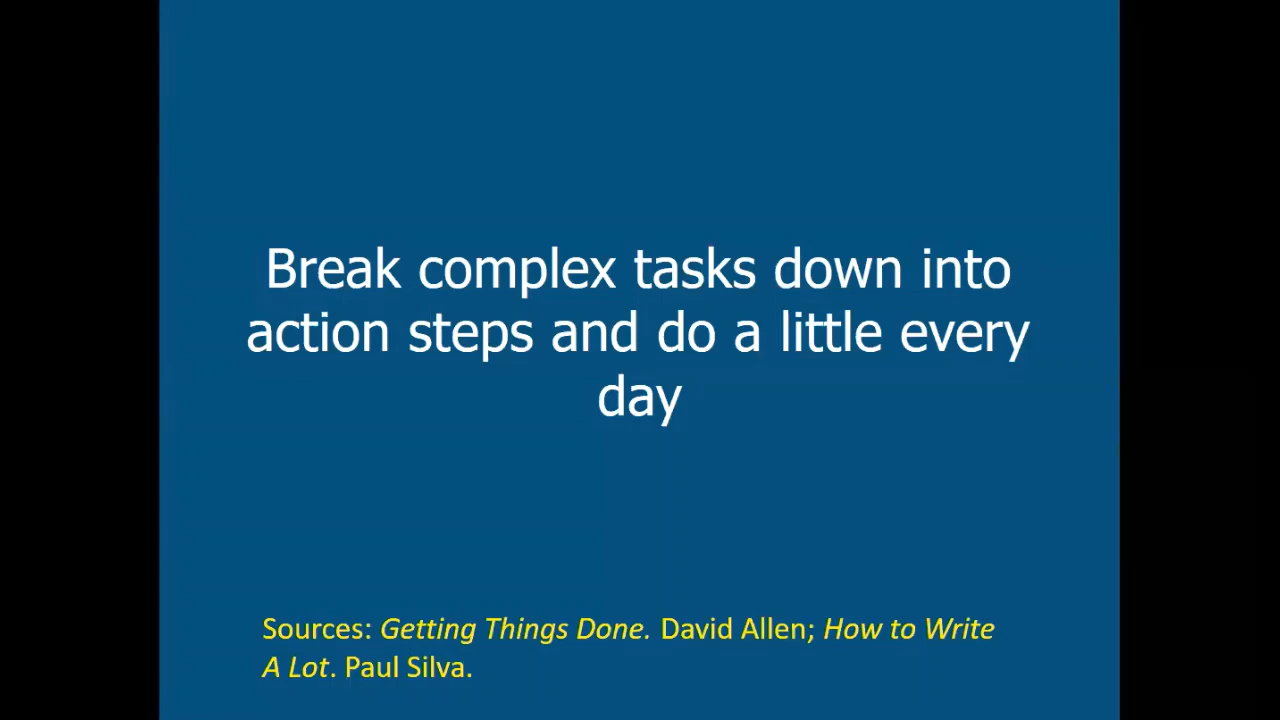 Break complex tasks down into
action steps and do a little every
day
Sources: Getting Things Done. David Allen; How to Write
A Lot. Paul Silva.